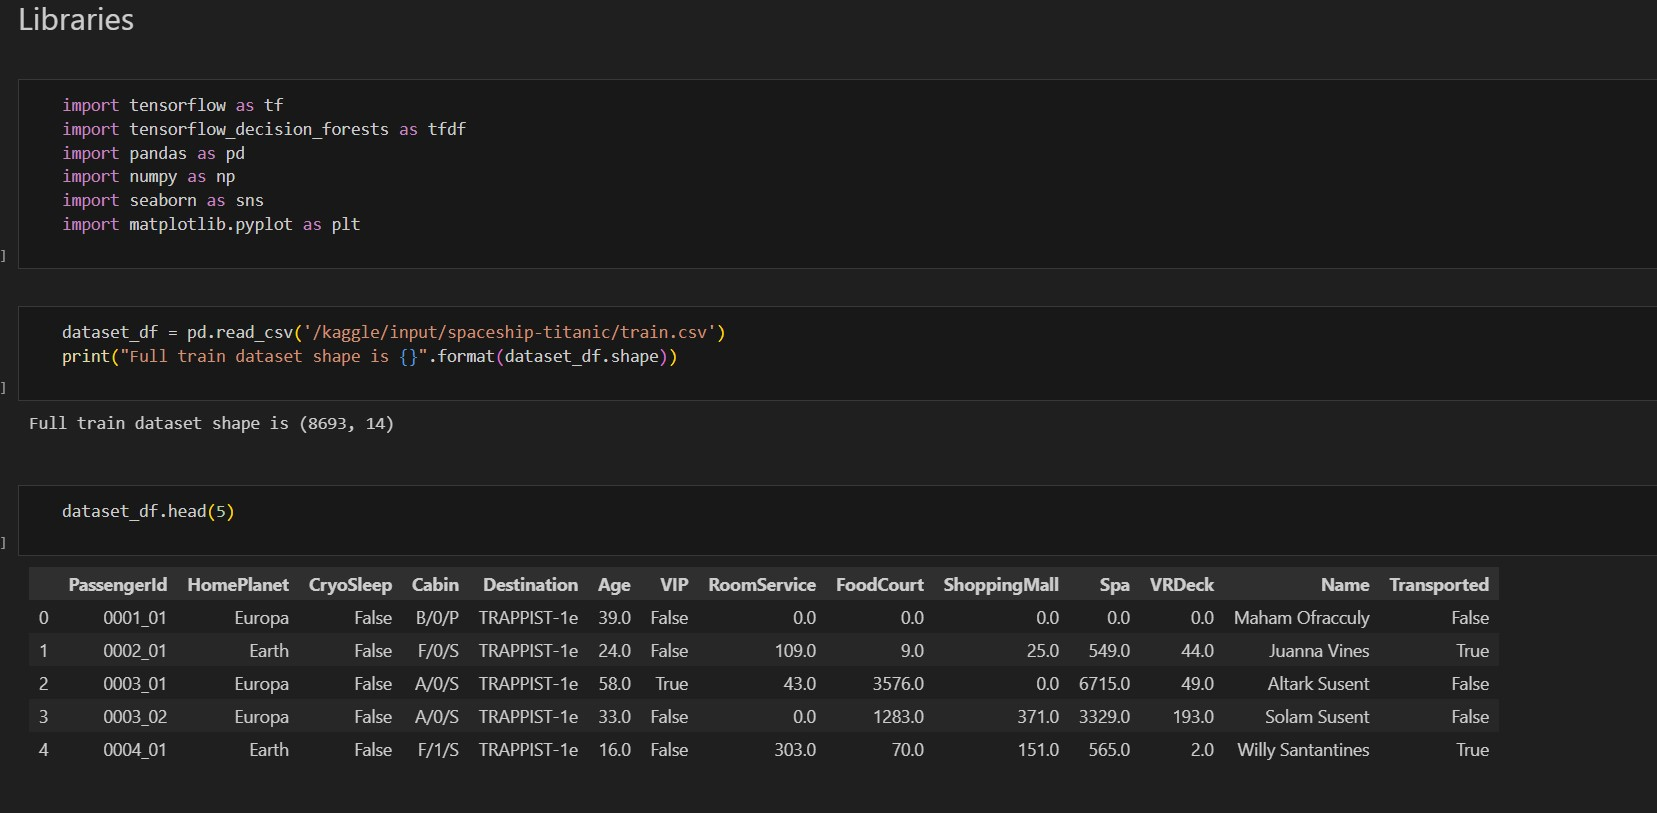 Libraries
import tensorflow as tf
import tensorflow_decision_forests as tfdf
import pandas as pd
import numpy as np
import seaborn as sns
import matplotlib.pyplot as plt
]
dataset_df = pd.read_csv('/kaggle/input/spaceship-titanic/train.csv')
print("Full train dataset shape is {}".format(dataset_df.shape))
]
Full train dataset shape is (8693, 14)
dataset_df.head(5)
]
PassengerId HomePlanet CryoSleep Cabin Destination Age VIP RoomService FoodCourt ShoppingMall Spa VRDeck Name Transported
0 0001_01 Europa False B/0/P TRAPPIST-1e 39.0 False 0.0 0.0 0.0 0.0 0.0 Maham Ofracculy False
1 0002_01 Earth False F/0/S TRAPPIST-1e 24.0 False 109.0 9.0 25.0 549.0 44.0 Juanna Vines True
2 0003_01 Europa False A/0/S TRAPPIST-1e 58.0 True 43.0 3576.0 0.0 6715.0 49.0 Altark Susent False
3 0003_02 Europa False A/0/S TRAPPIST-1e 33.0 False 0.0 1283.0 371.0 3329.0 193.0 Solam Susent False
4 0004_01 Earth False F/1/S TRAPPIST-1e 16.0 False 303.0 70.0 151.0 565.0 2.0 Willy Santantines True